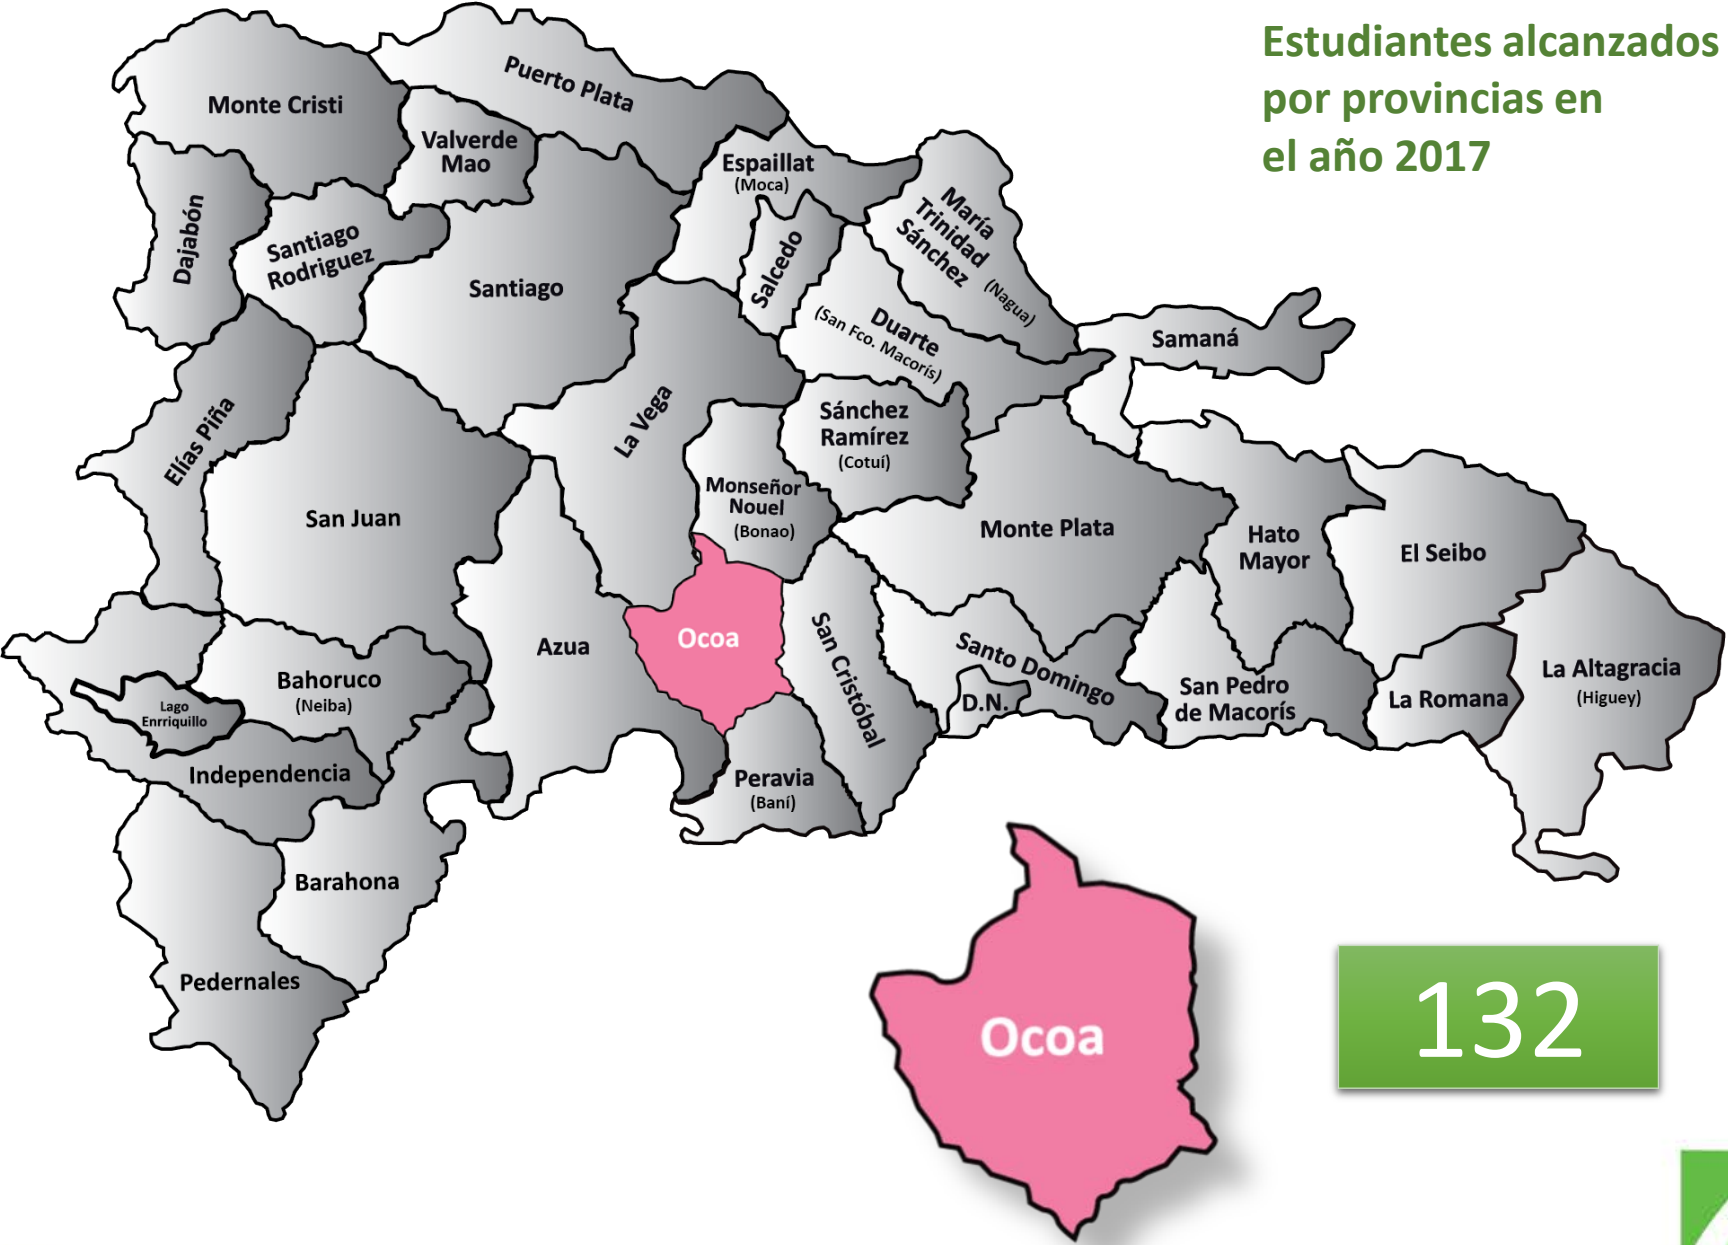 Estudiantes alcanzados
por provincias en
el año 2017
Puerto Plata
Monte Cristi
Valverde
Mao
Espaillat
(Moca)
María
Trinidad
Sánchez
(Nagua)
Dajabón
Santiago
Rodriguez
Santiago
Salcedo
Duarte
(San Fco. Macorís)
Samaná
Elías Piña
La Vega
Sánchez
Ramírez
(Cotuí)
San Juan
Monseñor
Nouel
(Bonao)
Monte Plata
Hato
Mayor
El Seibo
Azua
Ocoa
San Cristóbal
Santo Domingo
D.N.
San Pedro
de Macorís
La Romana
La Altagracia
(Higuey)
Bahoruco
(Neiba)
Lago
Enrriquillo
Independencia
Peravia
(Baní)
Barahona
Pedernales
Ocoa
132